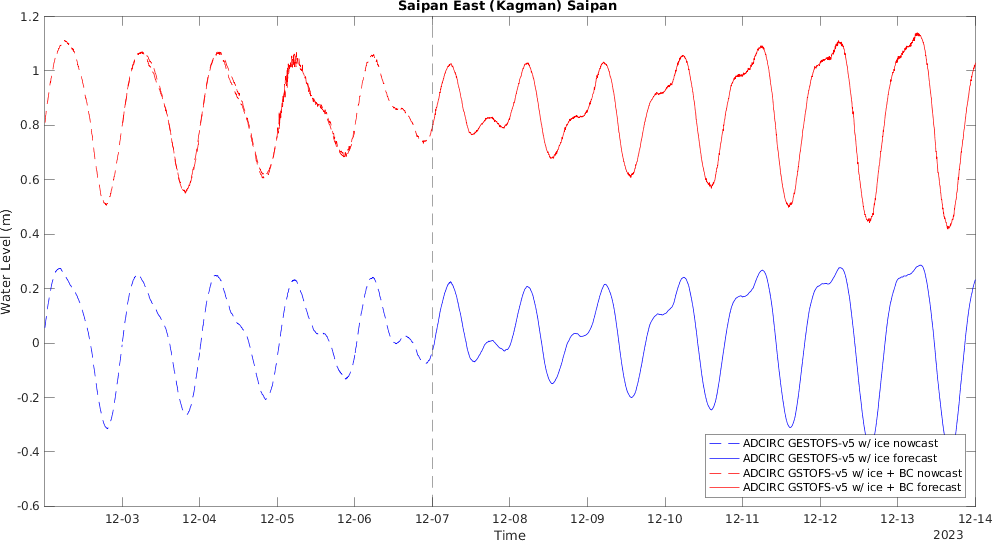 Saipan East (Kagman) Saipan
1.2
1
0.8
0.6
0.4
0.2
0
-0.2
-0.4
-0.6
Water Level (m)
ADCIRC GESTOFS-v5 w/ ice nowcast
ADCIRC GESTOFS-v5 w/ ice forecast
ADCIRC GSTOFS-v5 w/ ice + BC nowcast
ADCIRC GSTOFS-v5 w/ ice + BC forecast
12-03 12-04 12-05 12-06 12-07 12-08 12-09 12-10 12-11 12-12 12-13 12-14
Time
2023